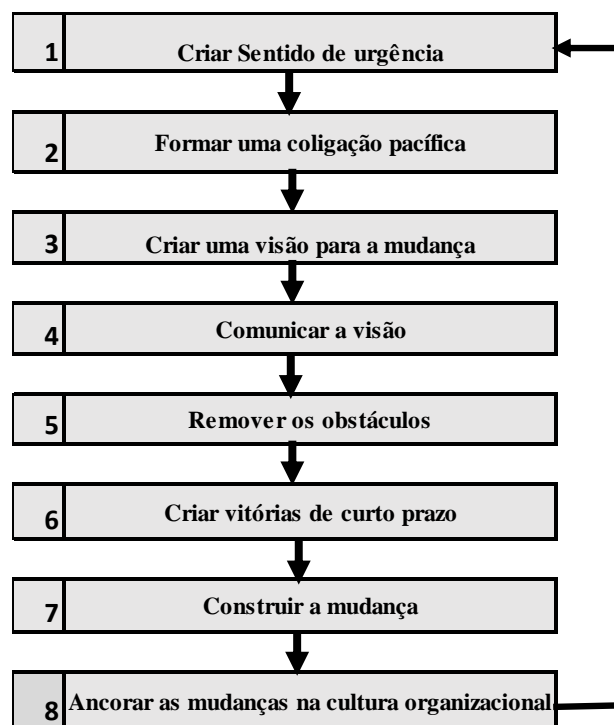 1 Criar Sentido de urgência
2 Formar uma coligação pacífica
3 Criar uma visão para a mudança
4 Comunicar a visão
5 Remover os obstáculos
6 Criar vitórias de curto prazo
7 Construir a mudança
8 Ancorar as mudanças na cultura organizacional